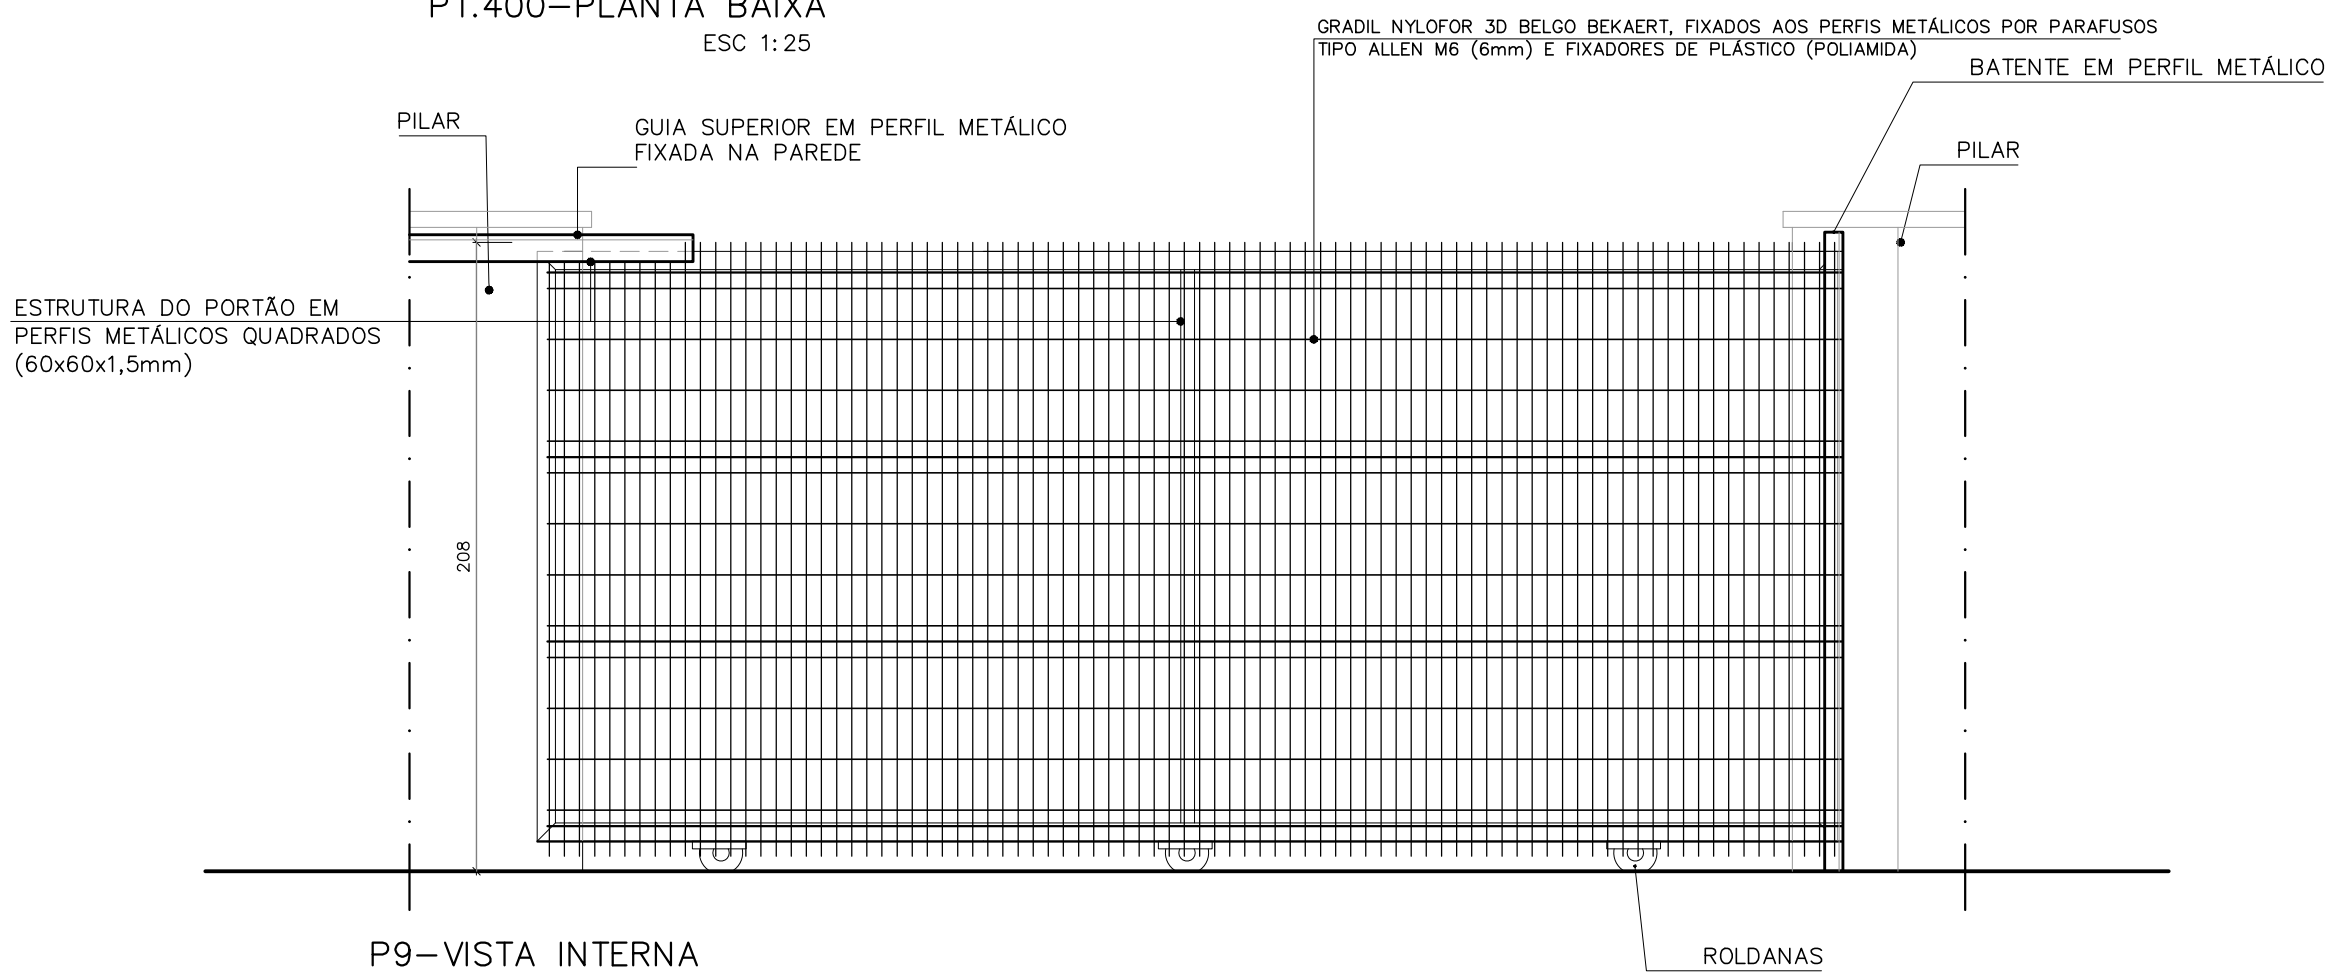 PT.400-PLANTA BAIXA
ESC 1:25
GRADIL NYLOFOR 3D BELGO BEKAERT, FIXADOS AOS PERFIS METÁLICOS POR PARAFUSOS
TIPO ALLEN M6 (6mm) E FIXADORES DE PLÁSTICO (POLIAMIDA)
BATENTE EM PERFIL METÁLICO
PILAR
GUIA SUPERIOR EM PERFIL METÁLICO
FIXADA NA PAREDE
PILAR
ESTRUTURA DO PORTÃO EM
PERFIS METÁLICOS QUADRADOS
(60x60x1,5mm)
208
P9-VISTA INTERNA
ROLDANAS